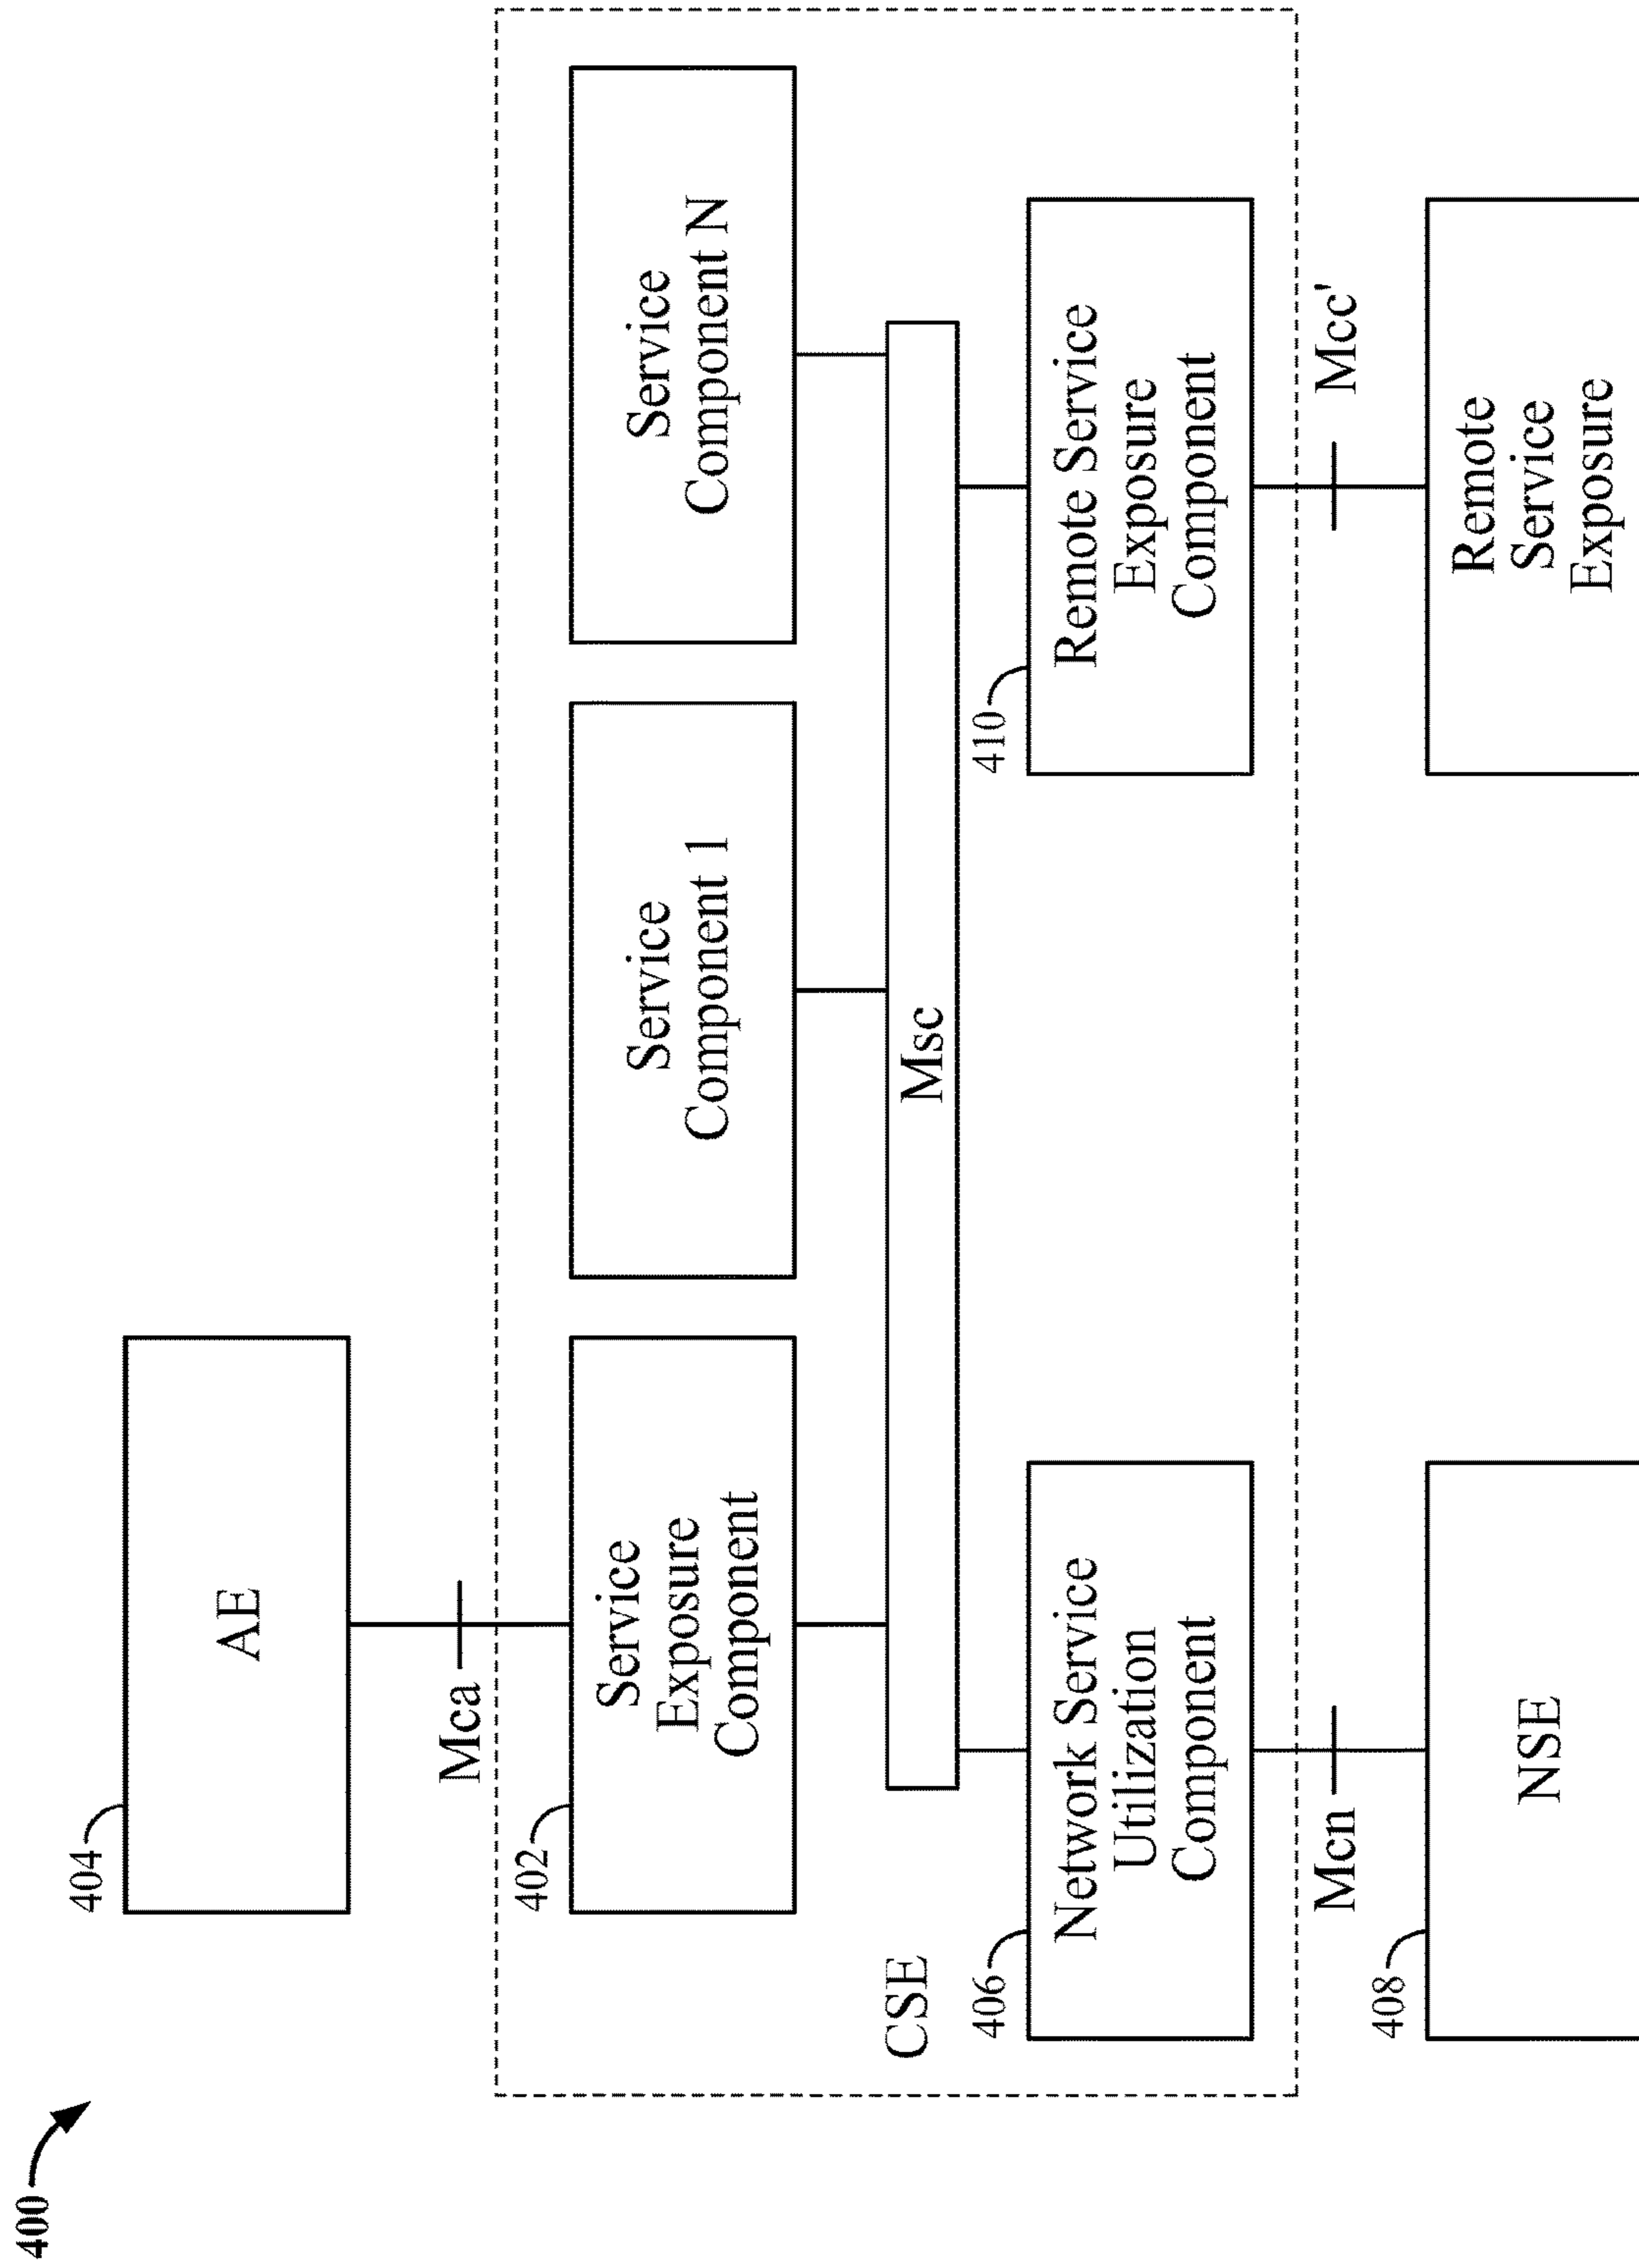 400
404
AE
Mca
402
Service
Exposure
Component
Service
Component 1
Service
Component N
CSE
Msc
406
Network Service
Utilization
Component
410
Remote Service
Exposure
Component
Mcn
Mcc'
408
NSE
Remote
Service
Exposure